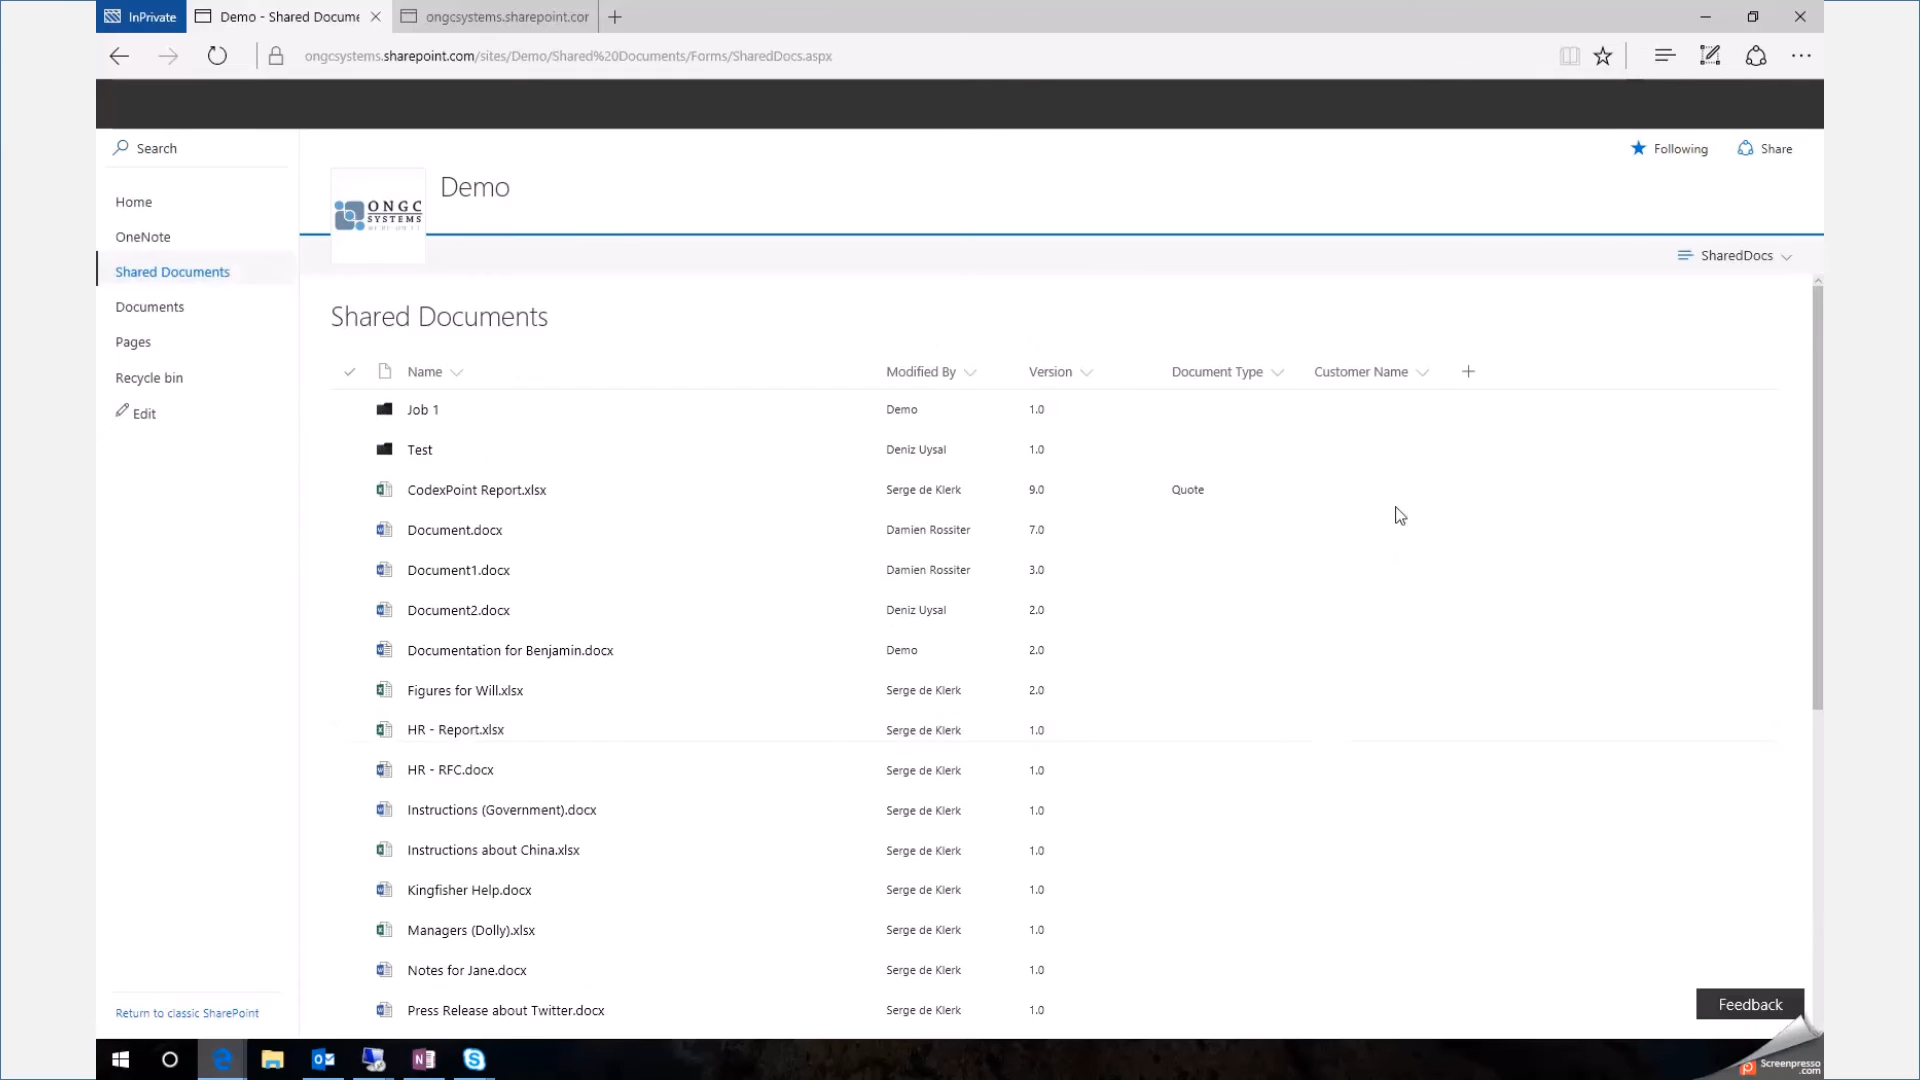 InPrivate
Demo - Shared Docume
ongcsystems.sharepoint.cor
ongcsystems.sharepoint.com/sites/Demo/Shared%20Documents/Forms/SharedDocs.aspx
Search
Following
Share
Home
OneNote
Shared Documents
Documents
Pages
Recycle bin
Edit
ONGC
SYSTEMS
Demo
SharedDocs
Shared Documents
Name Modified By Version Document Type Customer Name
Job 1 Demo 1.0
Test Deniz Uysal 1.0
CodexPoint Report.xlsx Serge de Klerk 9.0 Quote
Document.docx Damien Rossiter 7.0
Document1.docx Damien Rossiter 3.0
Document2.docx Deniz Uysal 2.0
Documentation for Benjamin.docx Demo 2.0
Figures for Will.xlsx Serge de Klerk 2.0
HR - Report.xlsx Serge de Klerk 1.0
HR - RFC.docx Serge de Klerk 1.0
Instructions (Government).docx Serge de Klerk 1.0
Instructions about China.xlsx Serge de Klerk 1.0
Kingfisher Help.docx Serge de Klerk 1.0
Managers (Dolly).xlsx Serge de Klerk 1.0
Notes for Jane.docx Serge de Klerk 1.0
Press Release about Twitter.docx Serge de Klerk 1.0
Return to classic SharePoint
Feedback
Screenpresso
.com